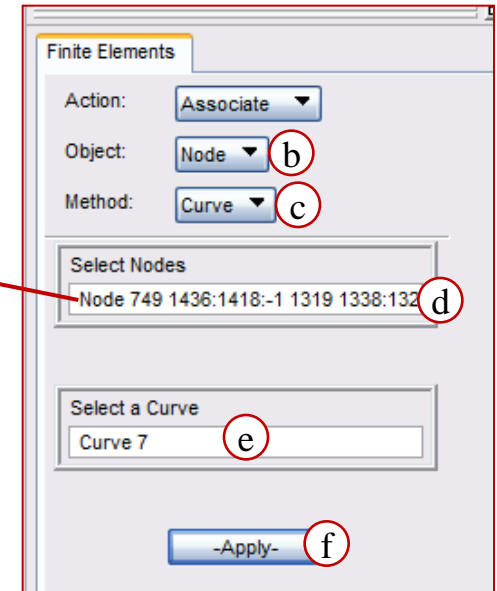 Finite Elements
Action: Associate
Object: Node b
Method: Curve c
Select Nodes
Node 749 1436:1418:-1 1319 1338:132 d
Select a Curve
Curve 7 e
-Apply- f